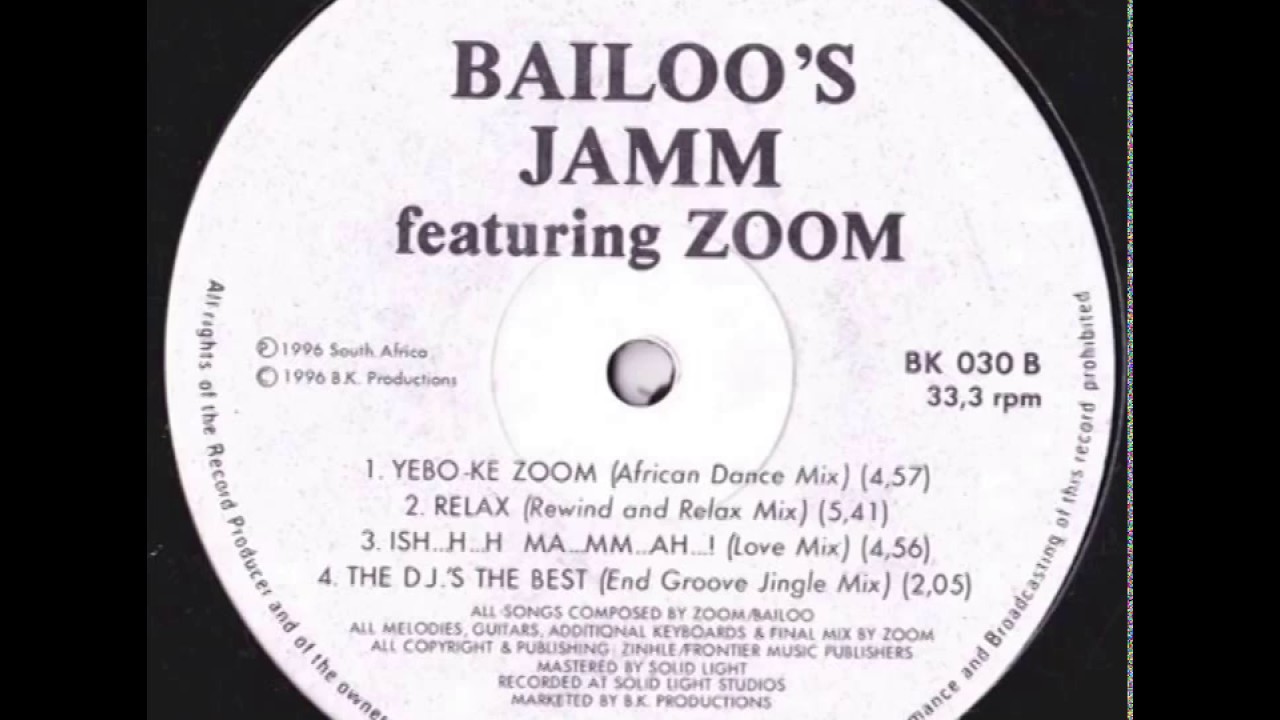 BAILOO'S
JAMM
featuring ZOOM
℗1996 South Africa
© 1996 B.K. Productions
BK 030 B
33,3 rpm
1. YEBO-KE ZOOM (African Dance Mix) (4,57)
2. RELAX (Rewind and Relax Mix) (5,41)
3. ISH...H...H MA...MM...AH...! (Love Mix) (4,56)
4. THE D.J.'S THE BEST (End Groove Jingle Mix) (2,05)
ALL SONGS COMPOSED BY ZOOM/BAILOO
ALL MELODIES, GUITARS, ADDITIONAL KEYBOARDS & FINAL MIX BY ZOOM
ALL COPYRIGHT & PUBLISHING: ZINHLE/FRONTIER MUSIC PUBLISHERS
MASTERED BY SOLID LIGHT
RECORDED AT SOLID LIGHT STUDIOS
MARKETED BY B.K. PRODUCTIONS
All rights of the Record Producer and of the owner
mance and Broadcasting of this record prohibited